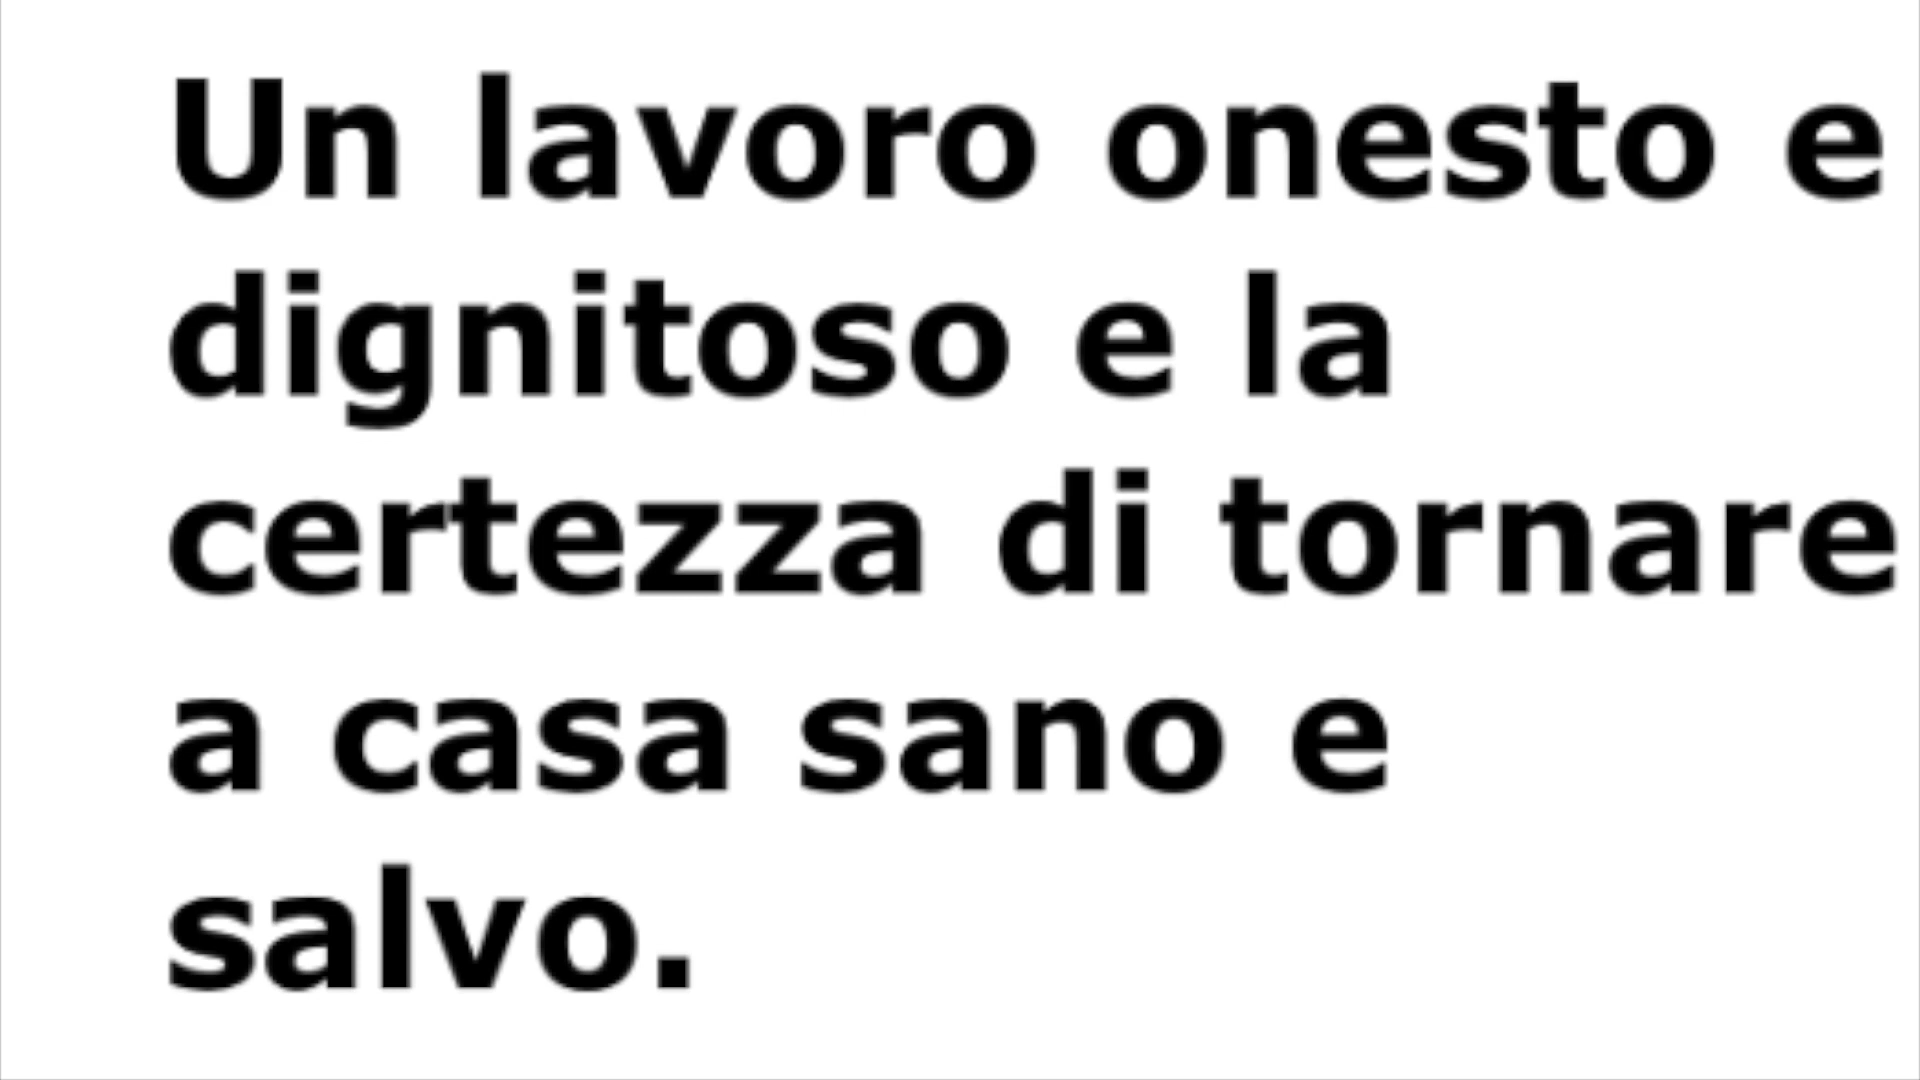 Un lavoro onesto e
dignitoso e la
certezza di tornare
a casa sano e
salvo.